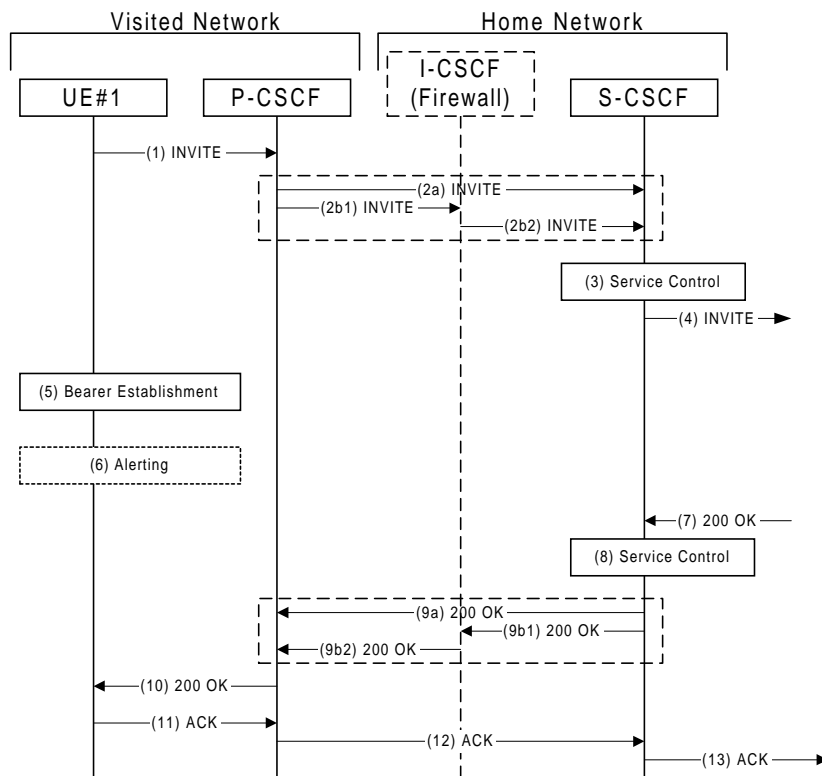 Visited Network
Home Network
UE#1
P-CSCF
I-CSCF
(Firewall)
S-CSCF
(1) INVITE
(2a) INVITE
(2b1) INVITE
(2b2) INVITE
(3) Service Control
(4) INVITE
(5) Bearer Establishment
(6) Alerting
(7) 200 OK
(8) Service Control
(9a) 200 OK
(9b1) 200 OK
(9b2) 200 OK
(10) 200 OK
(11) ACK
(12) ACK
(13) ACK